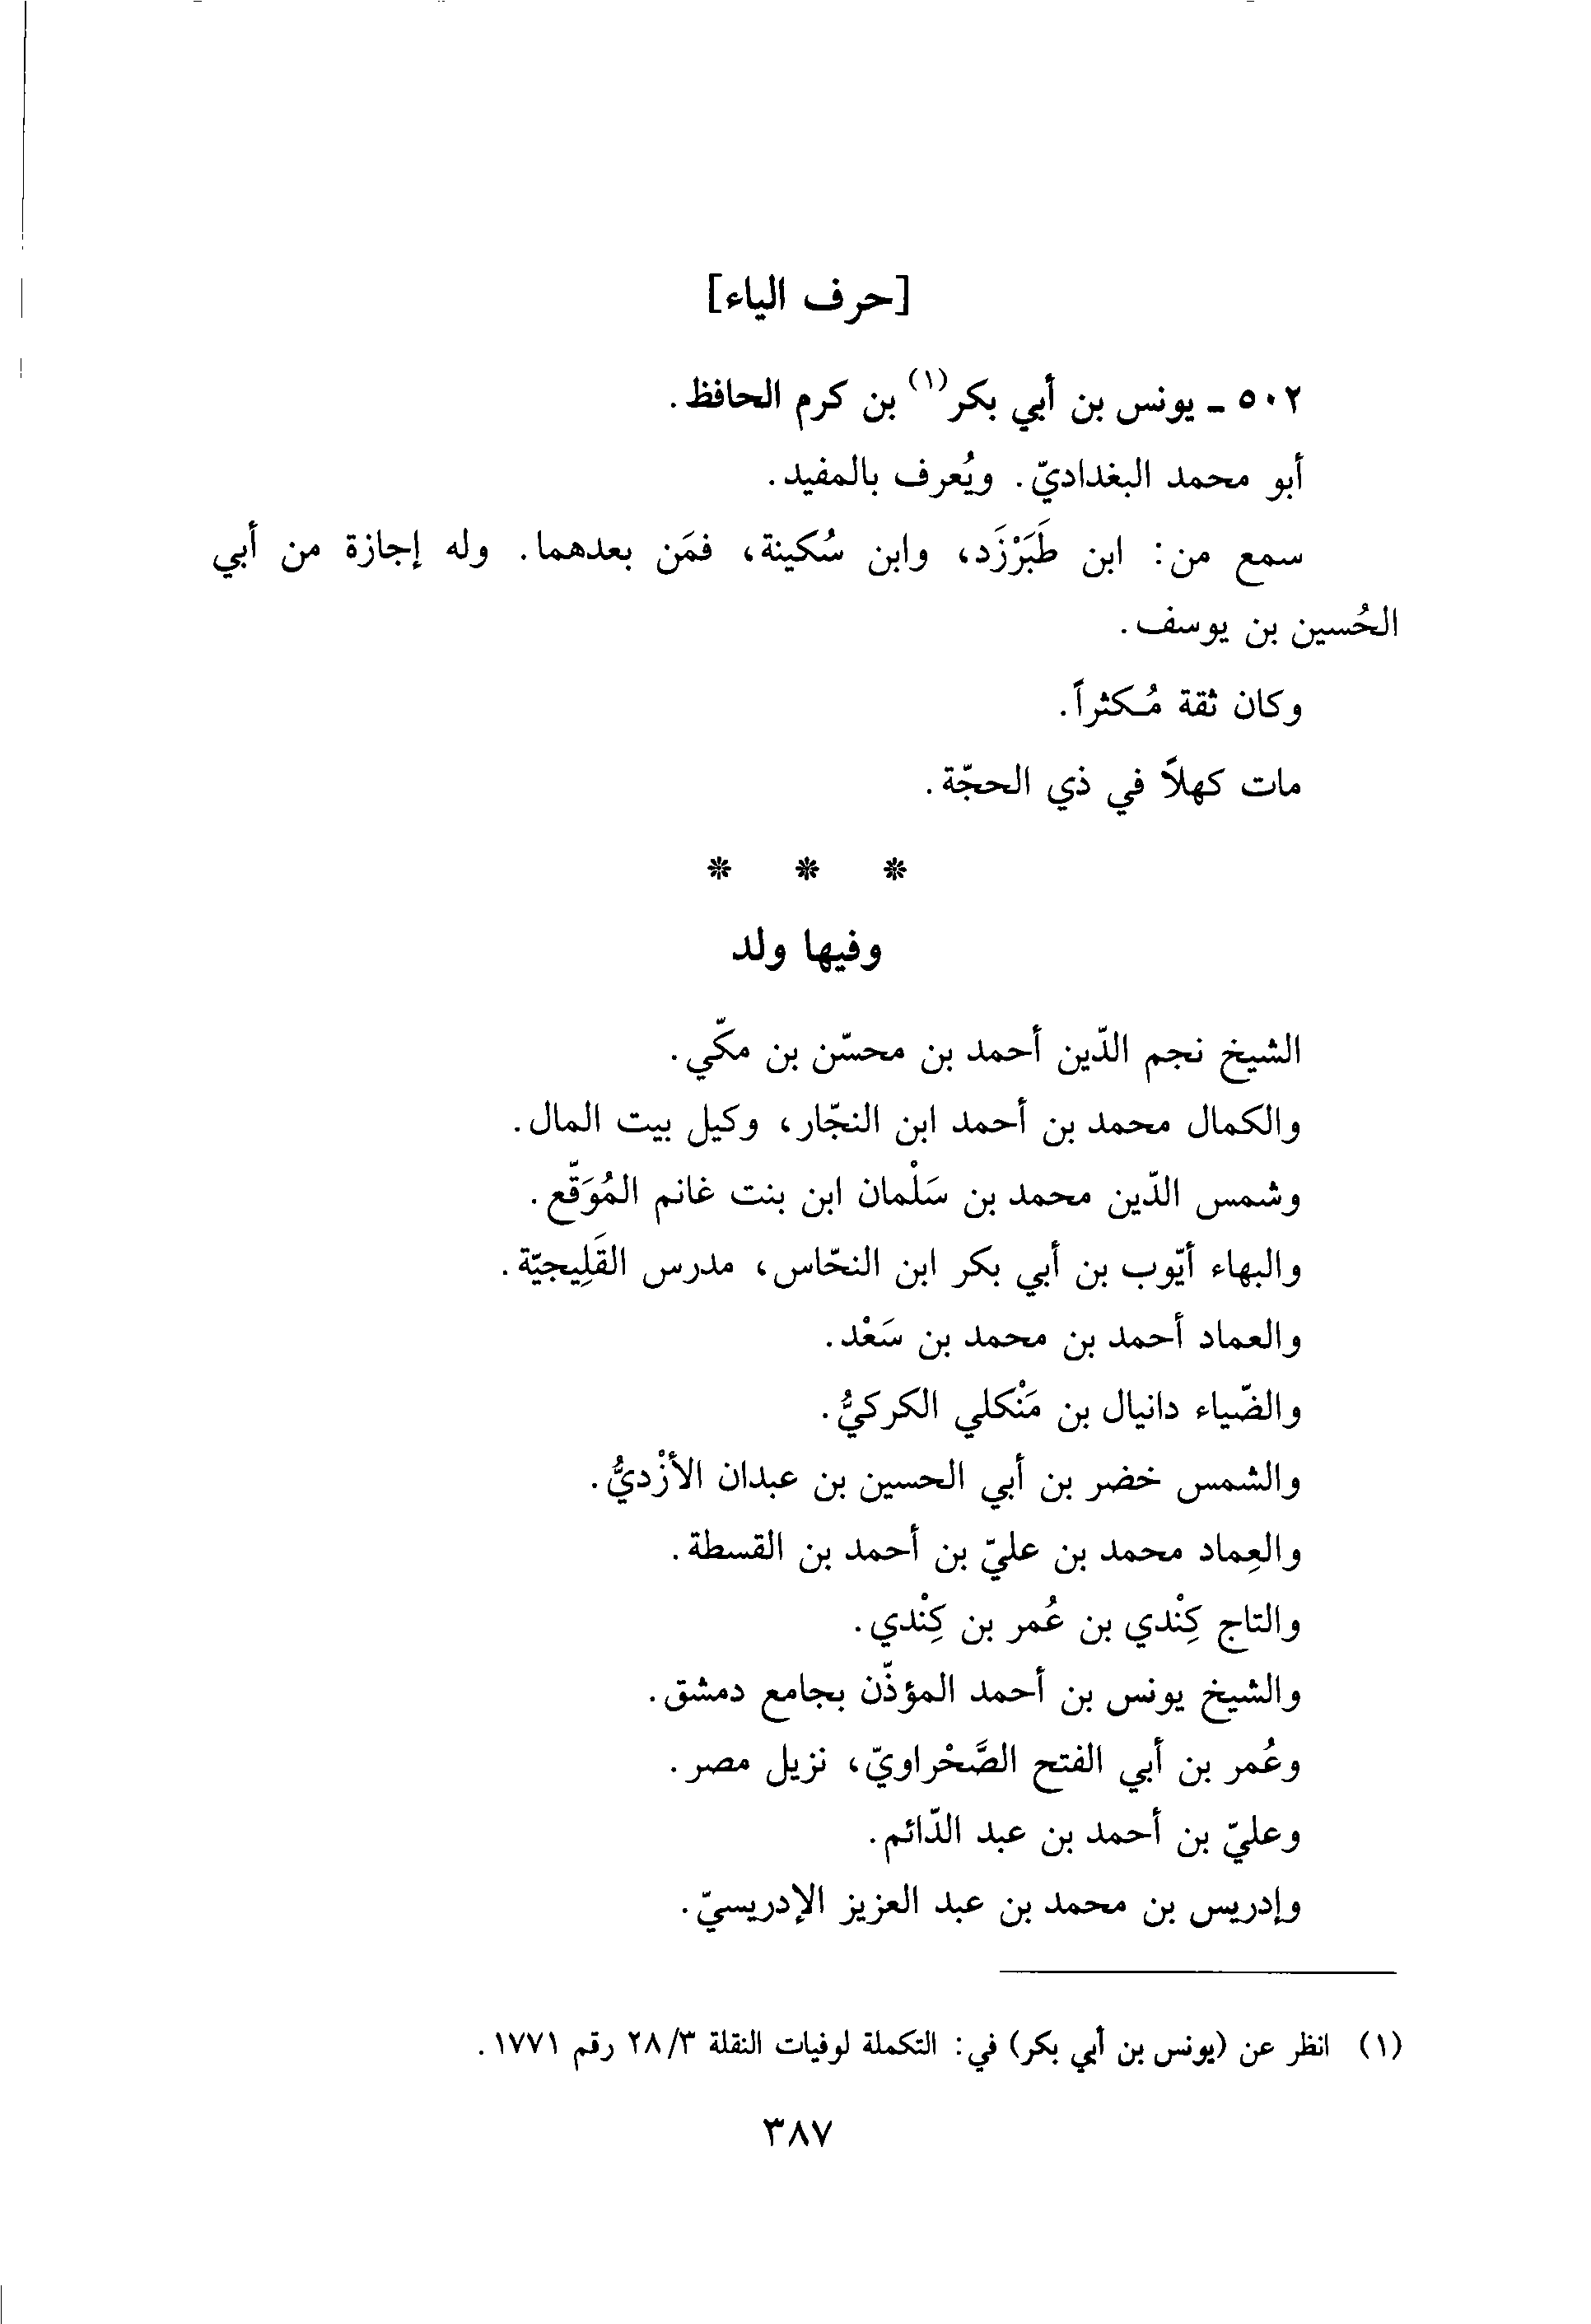 [حرف الياء]
٥٠٢ ـ يونس بن أبي بكر(١) بن كرم الحافظ.
أبو محمد البغداديّ. ويُعرف بالمفيد.
سمع من: ابن طَبَرْزَد، وابن سُكينة، فمَن بعدهما. وله إجازة من أبي
الحُسين بن يوسف.
وكان ثقة مُكثراً.
مات كهلاً في ذي الحجّة.
* * *
وفيها ولد
الشيخ نجم الدّين أحمد بن محسّن بن مكّي.
والكمال محمد بن أحمد ابن النجّار، وكيل بيت المال.
وشمس الدّين محمد بن سَلْمان ابن بنت غانم المُوَقّع.
والبهاء أيّوب بن أبي بكر ابن النحّاس، مدرس القَلِيجيّة.
والعماد أحمد بن محمد بن سَعْد.
والضّياء دانيال بن مَنْكلي الكركيُّ.
والشمس خضر بن أبي الحسين بن عبدان الأزْديُّ.
والعِماد محمد بن عليّ بن أحمد بن القسطة.
والتاج كِنْدي بن عُمر بن كِنْدي.
والشيخ يونس بن أحمد المؤذّن بجامع دمشق.
وعُمر بن أبي الفتح الصَّحْراويّ، نزيل مصر.
وعليّ بن أحمد بن عبد الدّائم.
وإدريس بن محمد بن عبد العزيز الإدريسيّ.
(١) انظر عن (يونس بن أبي بكر) في: التكملة لوفيات النقلة ٢٨/٣ رقم ١٧٧١.
٣٨٧